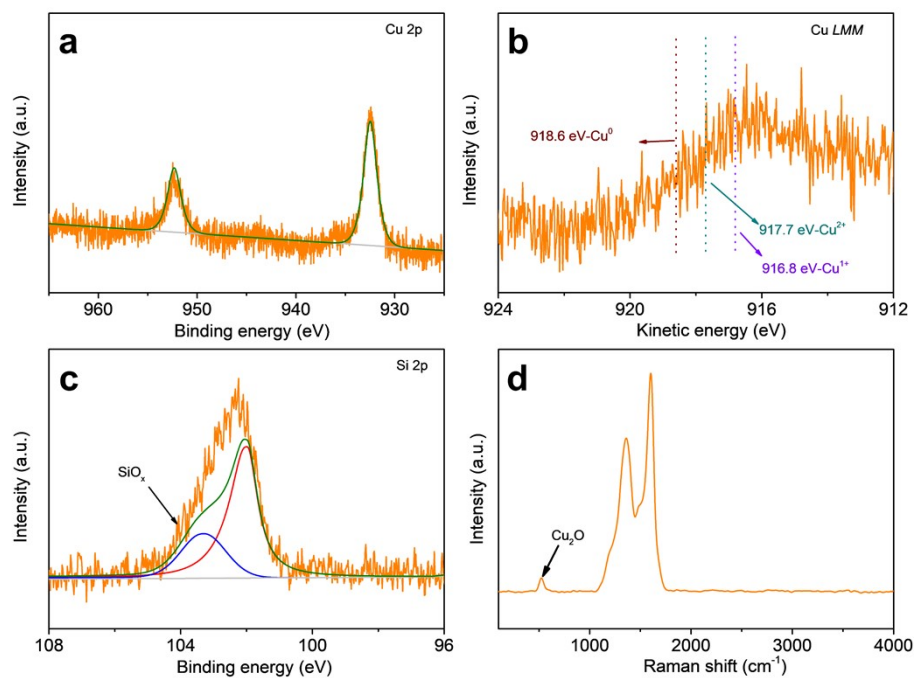 a
Cu 2p
Intensity (a.u.)
960 950 940 930
Binding energy (eV)
b
Cu LMM
918.6 eV-Cu⁰
917.7 eV-Cu²⁺
916.8 eV-Cu¹⁺
Intensity (a.u.)
924 920 916 912
Kinetic energy (eV)
c
Si 2p
SiOₓ
Intensity (a.u.)
108 104 100 96
Binding energy (eV)
d
Cu₂O
Intensity (a.u.)
1000 2000 3000 4000
Raman shift (cm⁻¹)